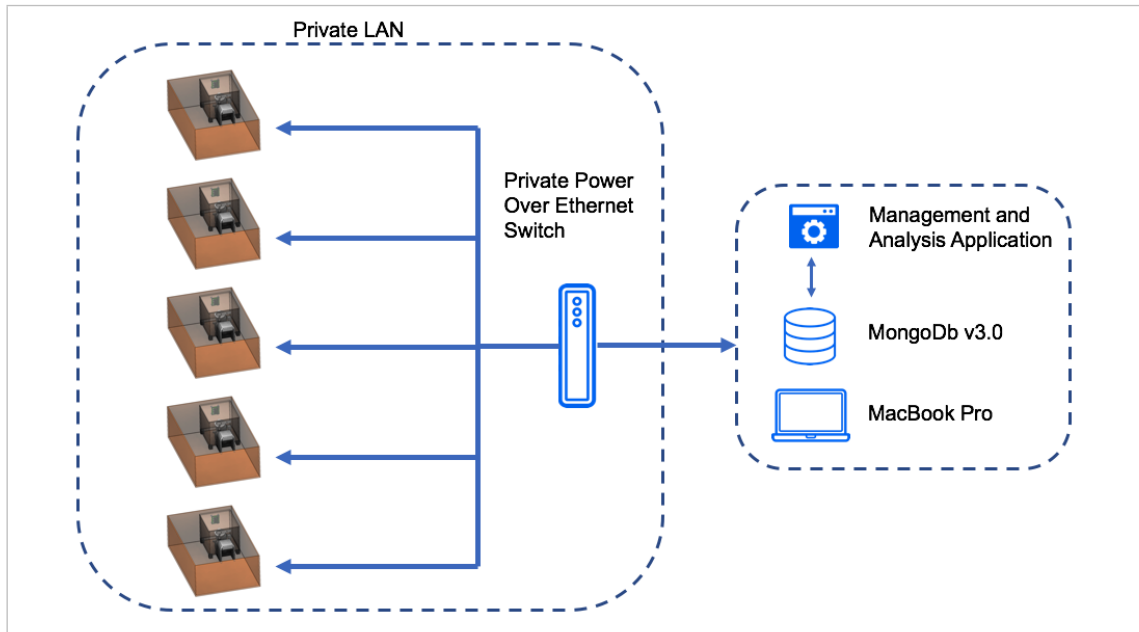 Private LAN
Private Power
Over Ethernet
Switch
Management and
Analysis Application
MongoDb v3.0
MacBook Pro